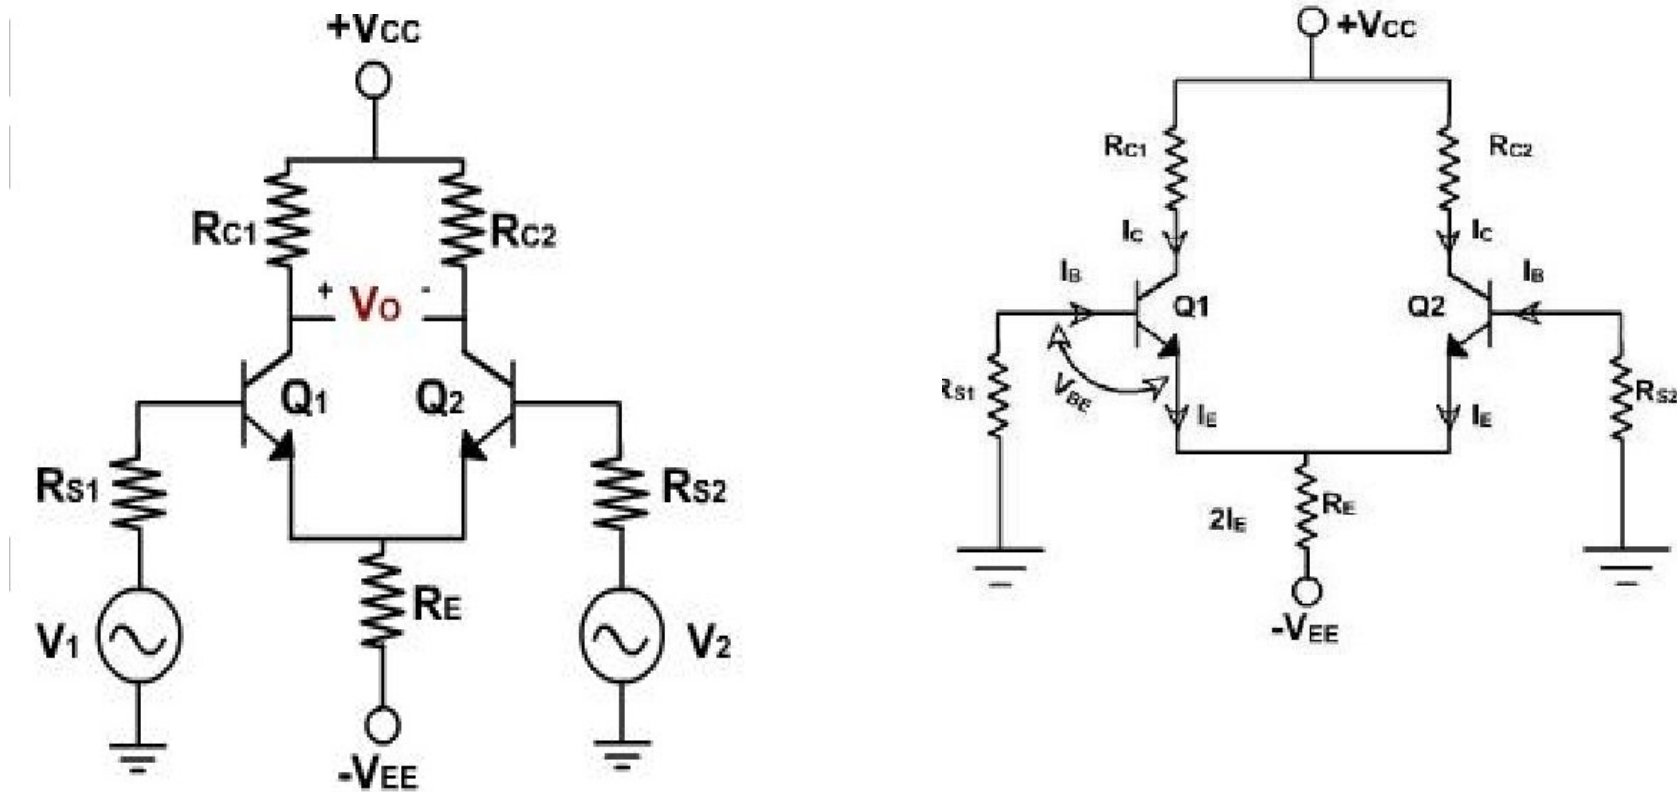 +VCC
RC1
RC2
+ VO -
Q1
Q2
RS1
RS2
V1
RE
V2
-VEE
+VCC
RC1
RC2
IC
IC
IB
IB
Q1
Q2
RS1
VBE
RS2
IE
IE
2IE
RE
-VEE